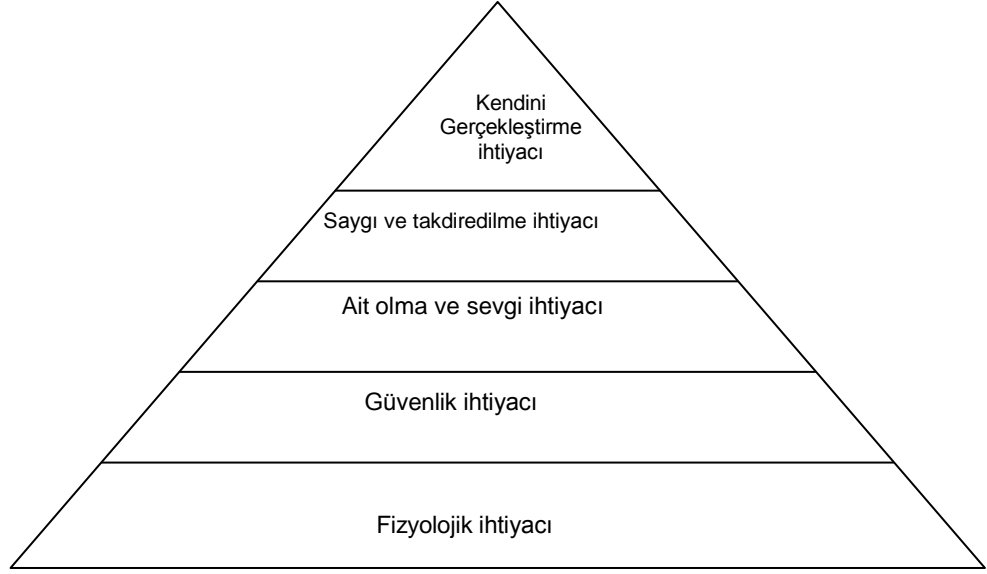 Kendini
Gerçekleştirme
ihtiyacı
Saygı ve takdiredilme ihtiyacı
Ait olma ve sevgi ihtiyacı
Güvenlik ihtiyacı
Fizyolojik ihtiyacı